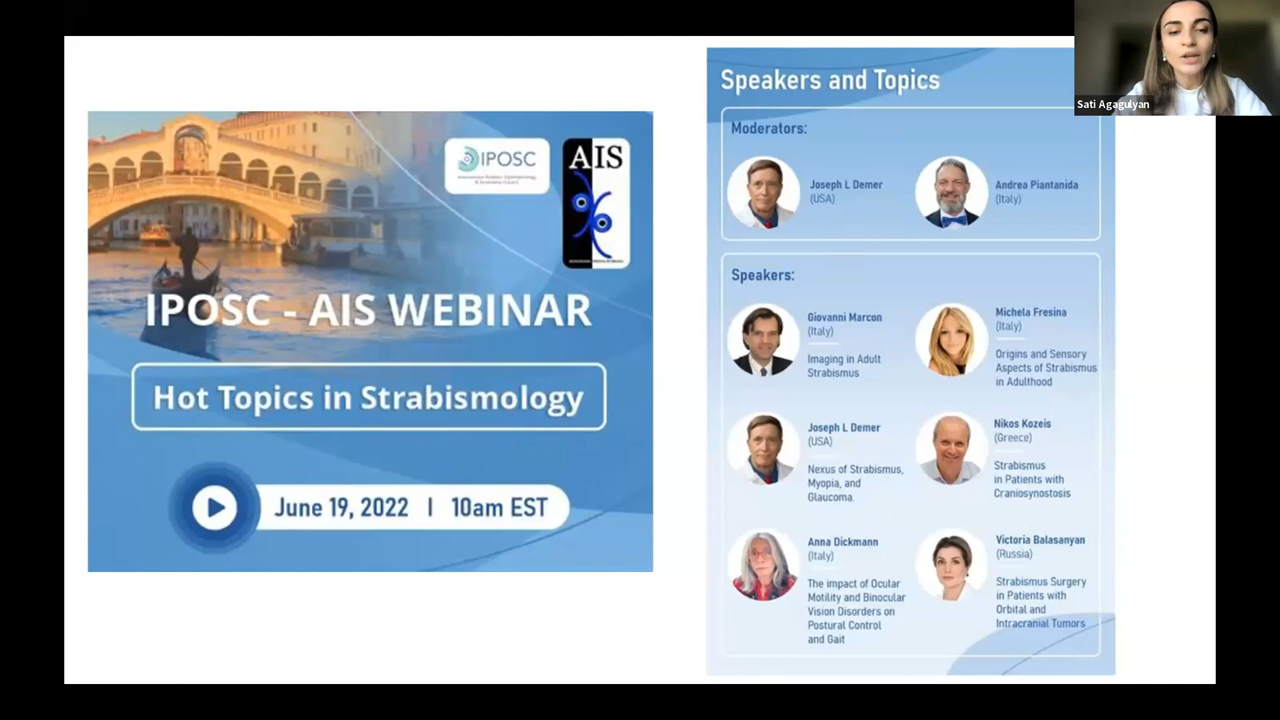 IPOSC
AIS
IPOSC - AIS WEBINAR
Hot Topics in Strabismology
June 19, 2022 | 10am EST
Speakers and Topics
Moderators:
Joseph L Demer
(USA)
Andrea Piantanida
(Italy)
Speakers:
Giovanni Marcon
(Italy)
Imaging in Adult
Strabismus
Michela Fresina
(Italy)
Origins and Sensory
Aspects of Strabismus
in Adulthood
Joseph L Demer
(USA)
Nexus of Strabismus,
Myopia, and
Glaucoma.
Nikos Kozeis
(Greece)
Strabismus
in Patients with
Craniosynostosis
Anna Dickmann
(Italy)
The impact of Ocular
Motility and Binocular
Vision Disorders on
Postural Control
and Gait
Victoria Balasanyan
(Russia)
Strabismus Surgery
in Patients with
Orbital and
Intracranial Tumors
Sati Agagulyan